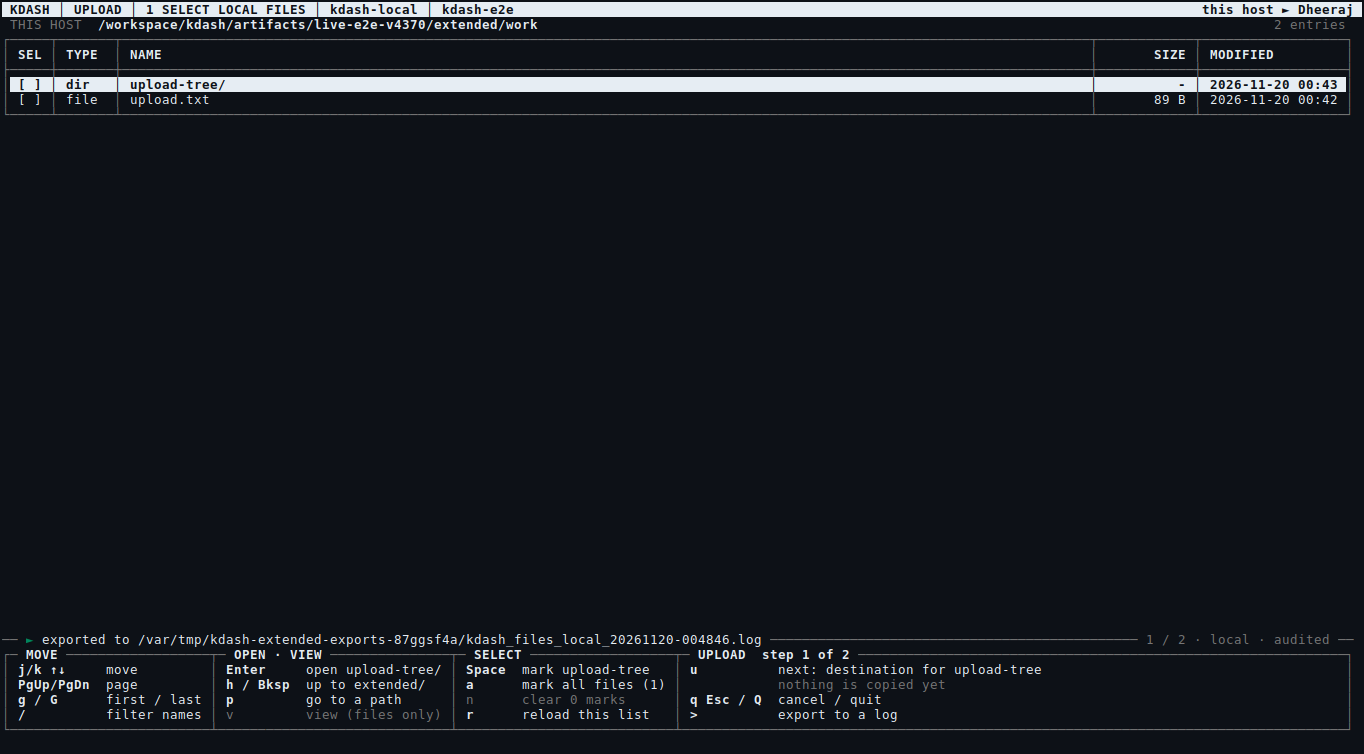 KDASH │ UPLOAD │ 1 SELECT LOCAL FILES │ kdash-local │ kdash-e2e this host ► Dheeraj
THIS HOST /workspace/kdash/artifacts/live-e2e-v4370/extended/work 2 entries
SEL │ TYPE │ NAME │ SIZE │ MODIFIED
[ ] │ dir │ upload-tree/ │ - │ 2026-11-20 00:43
[ ] │ file │ upload.txt │ 89 B │ 2026-11-20 00:42
► exported to /var/tmp/kdash-extended-exports-87ggsf4a/kdash_files_local_20261120-004846.log 1 / 2 · local · audited
MOVE OPEN · VIEW SELECT UPLOAD step 1 of 2
j/k ↑↓ move │ Enter open upload-tree/ │ Space mark upload-tree │ u next: destination for upload-tree
PgUp/PgDn page │ h / Bksp up to extended/ │ a mark all files (1) │ nothing is copied yet
g / G first / last │ p go to a path │ n clear 0 marks │ q Esc / Q cancel / quit
/ filter names │ v view (files only) │ r reload this list │ > export to a log